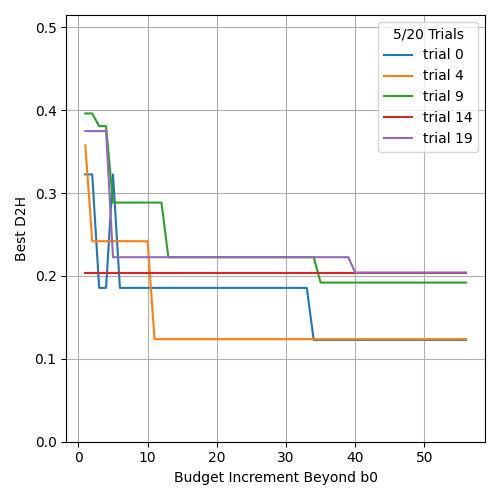 5/20 Trials
trial 0
trial 4
trial 9
trial 14
trial 19
0.5
0.4
0.3
0.2
0.1
0.0
Best D2H
0 10 20 30 40 50
Budget Increment Beyond b0